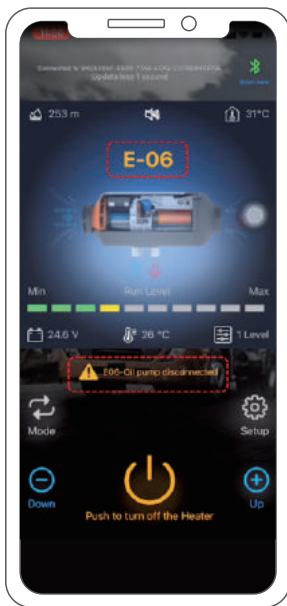 253 m
31°C
E-06
Min Run Level Max
24.6 V 26 °C 1 Level
E06-Oil pump disconnected
Mode Setup
Down Up
Push to turn off the Heater